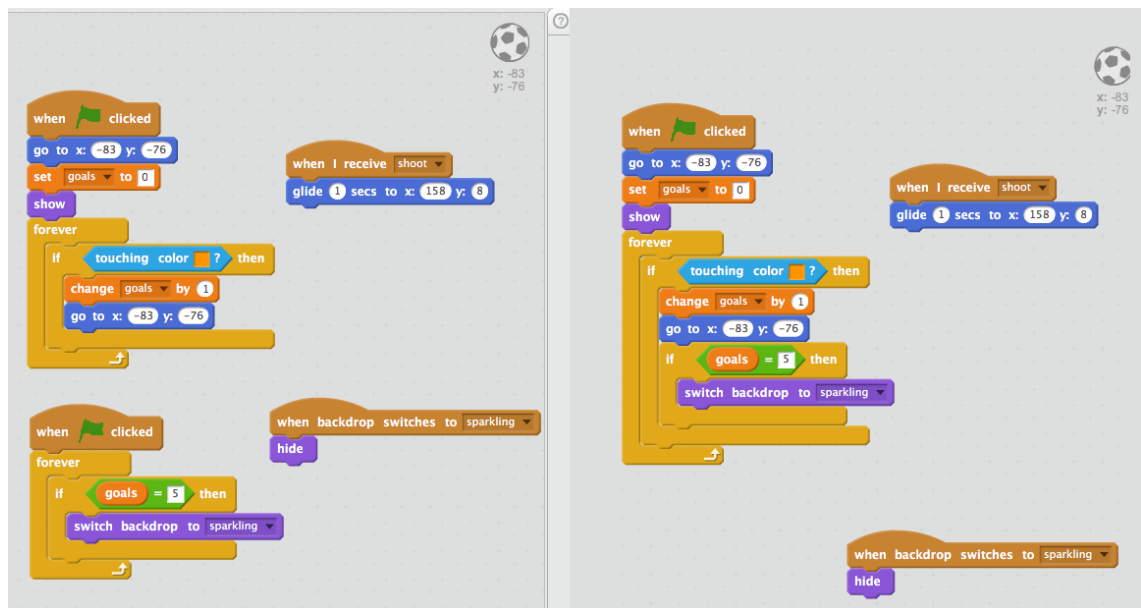 ?
x: -83
y: -76
when clicked
go to x: -83 y: -76
set goals to 0
show
forever
if touching color ? then
change goals by 1
go to x: -83 y: -76
when I receive shoot
glide 1 secs to x: 158 y: 8
when clicked
forever
if goals = 5 then
switch backdrop to sparkling
when backdrop switches to sparkling
hide
x: -83
y: -76
when clicked
go to x: -83 y: -76
set goals to 0
show
forever
if touching color ? then
change goals by 1
go to x: -83 y: -76
if goals = 5 then
switch backdrop to sparkling
when I receive shoot
glide 1 secs to x: 158 y: 8
when backdrop switches to sparkling
hide